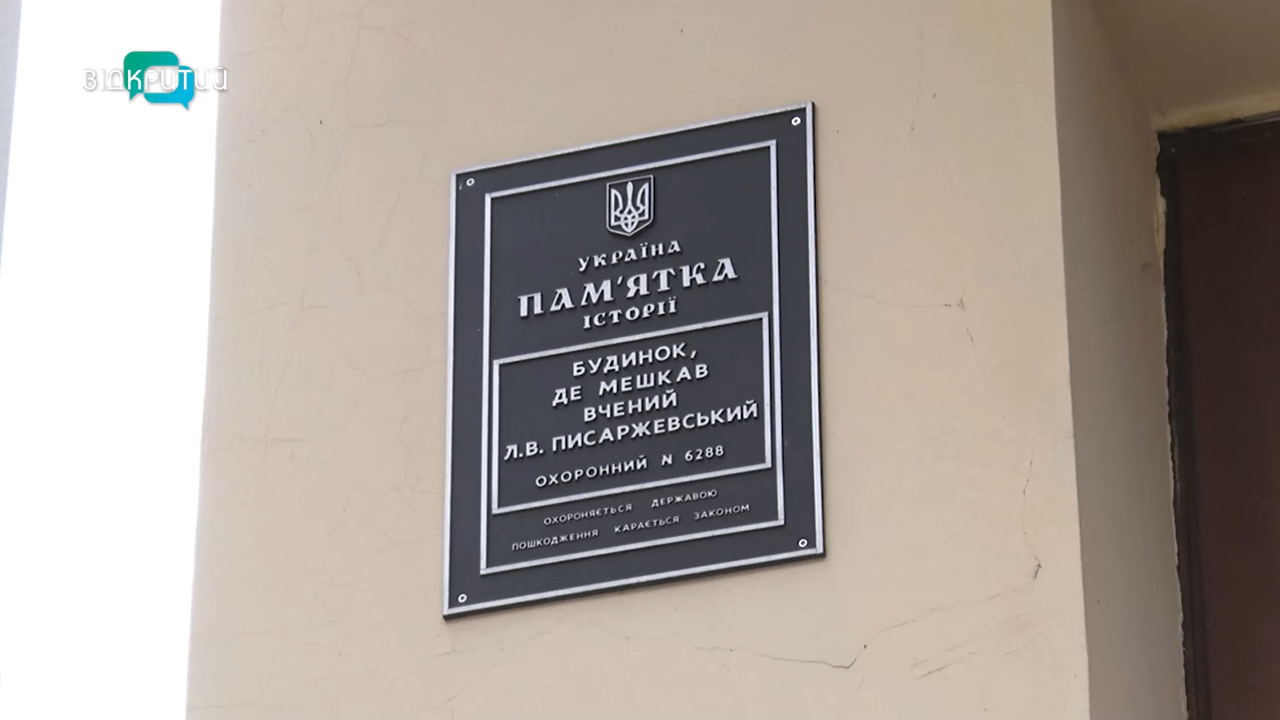 ВІДКРИТИЙ
УКРАЇНА
ПАМ'ЯТКА
ІСТОРІЇ
БУДИНОК,
ДЕ МЕШКАВ
ВЧЕНИЙ
Л.В. ПИСАРЖЕВСЬКИЙ
ОХОРОННИЙ N 6288
ОХОРОНЯЄТЬСЯ ДЕРЖАВОЮ
ПОШКОДЖЕННЯ КАРАЄТЬСЯ ЗАКОНОМ